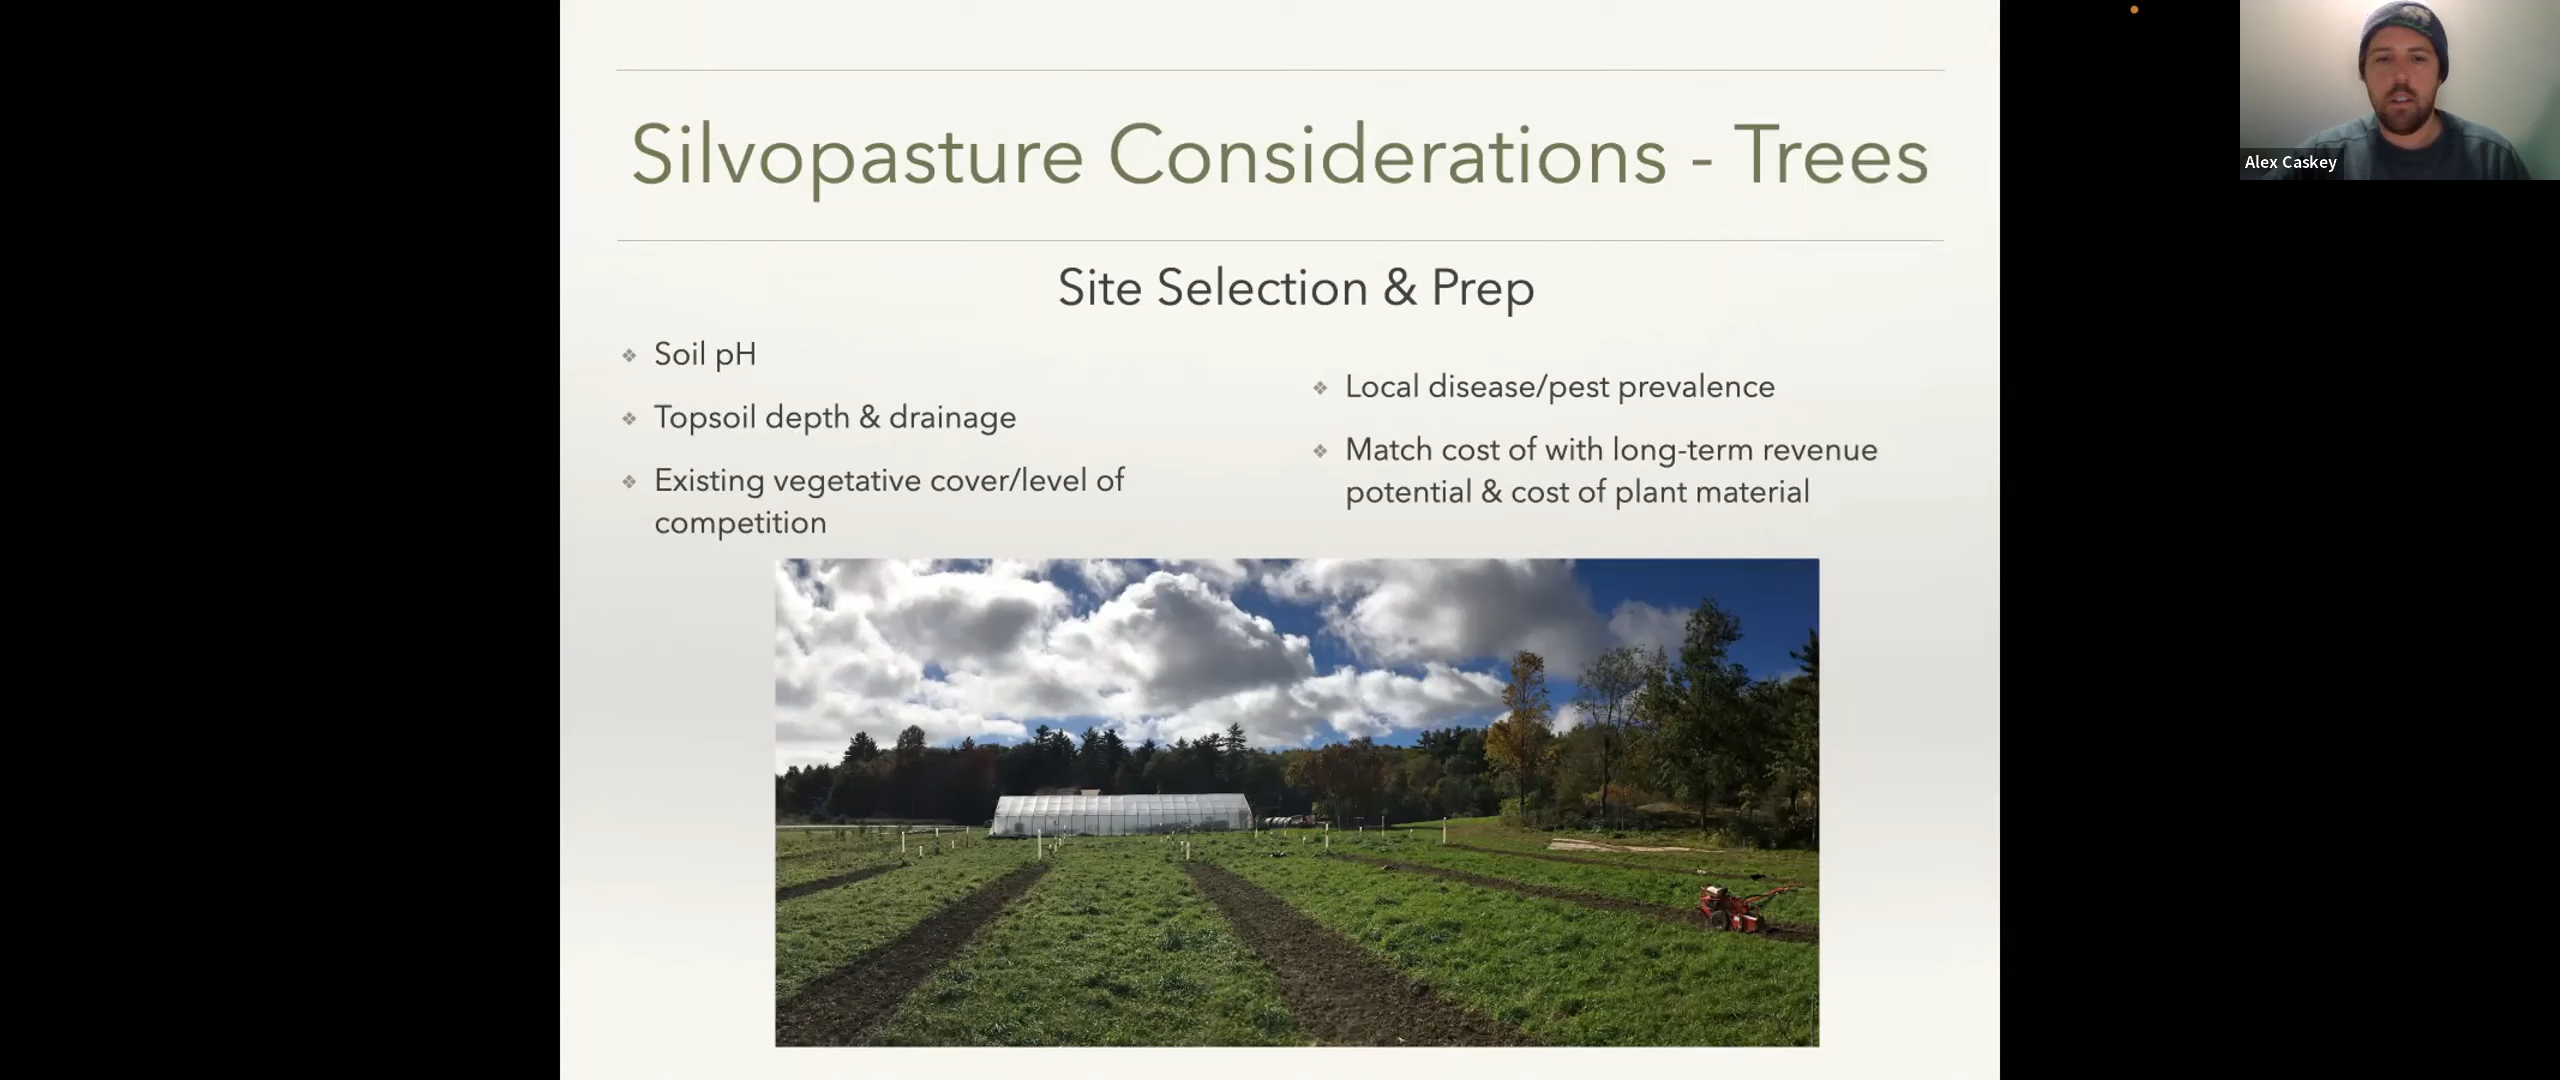 Silvopasture Considerations - Trees
Site Selection & Prep
Soil pH
Topsoil depth & drainage
Existing vegetative cover/level of
competition
Local disease/pest prevalence
Match cost of with long-term revenue
potential & cost of plant material
Alex Caskey